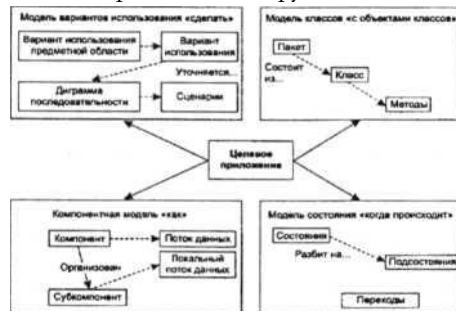 Модель вариантов использования «сделать»
Вариант использования
предметной области
Вариант
использования
Уточняется...
Диграмма
последовательности
Сценарии
Модель классов «с объектами классов»
Пакет
Состоит
из...
Класс
Методы
Целевое
приложение
Компонентная модель «как»
Компонент
Поток данных
Организован
Локальный
поток данных
Субкомпонент
Модель состояния «когда происходит»
Состояния
Разбит на...
Подсостояния
Переходы